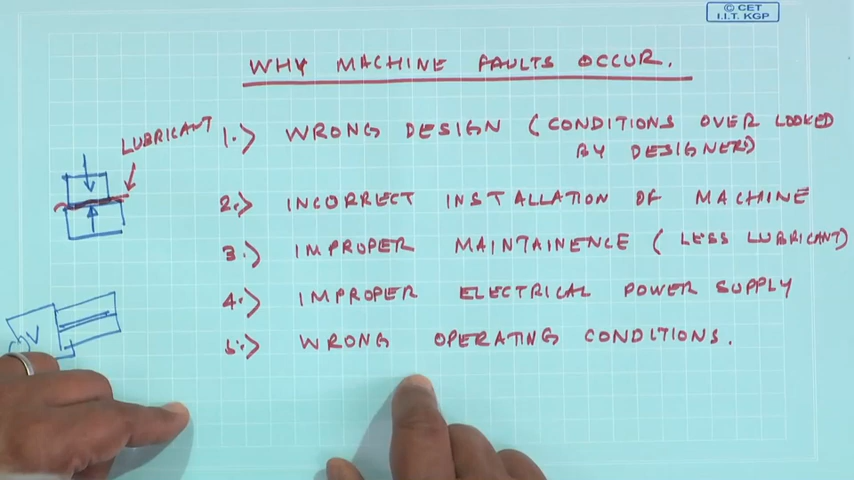 © CET
I.I.T. KGP
WHY MACHINE FAULTS OCCUR.
LUBRICANT
1.) WRONG DESIGN (CONDITIONS OVER LOOKED
BY DESIGNER)
2.) INCORRECT INSTALLATION OF MACHINE
3.) IMPROPER MAINTAINENCE (LESS LUBRICANT)
4.) IMPROPER ELECTRICAL POWER SUPPLY
5.) WRONG OPERATING CONDITIONS.
V